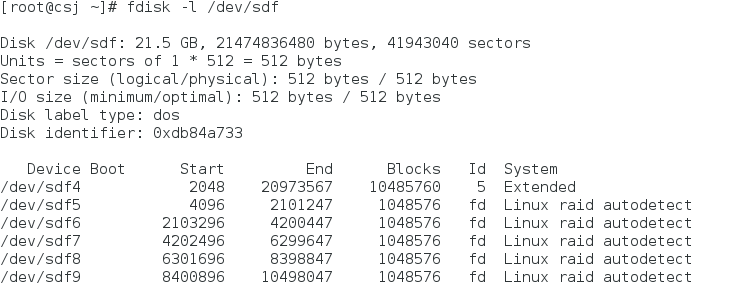 [root@csj ~]# fdisk -l /dev/sdf
Disk /dev/sdf: 21.5 GB, 21474836480 bytes, 41943040 sectors
Units = sectors of 1 * 512 = 512 bytes
Sector size (logical/physical): 512 bytes / 512 bytes
I/O size (minimum/optimal): 512 bytes / 512 bytes
Disk label type: dos
Disk identifier: 0xdb84a733
   Device Boot      Start         End      Blocks   Id  System
/dev/sdf4            2048    20973567    10485760    5  Extended
/dev/sdf5            4096     2101247     1048576   fd  Linux raid autodetect
/dev/sdf6         2103296     4200447     1048576   fd  Linux raid autodetect
/dev/sdf7         4202496     6299647     1048576   fd  Linux raid autodetect
/dev/sdf8         6301696     8398847     1048576   fd  Linux raid autodetect
/dev/sdf9         8400896    10498047     1048576   fd  Linux raid autodetect